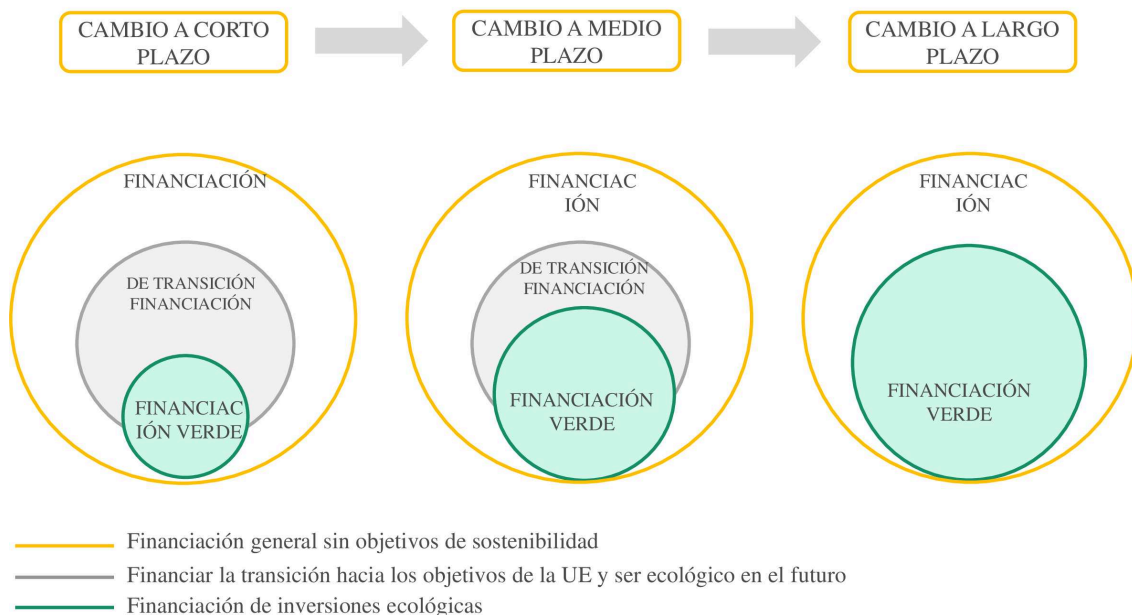 CAMBIO A CORTO
PLAZO
CAMBIO A MEDIO
PLAZO
CAMBIO A LARGO
PLAZO
FINANCIACIÓN
DE TRANSICIÓN
FINANCIACIÓN
FINANCIAC
IÓN VERDE
FINANCIAC
IÓN
DE TRANSICIÓN
FINANCIACIÓN
FINANCIACIÓN
VERDE
FINANCIAC
IÓN
FINANCIACIÓN
VERDE
Financiación general sin objetivos de sostenibilidad
Financiar la transición hacia los objetivos de la UE y ser ecológico en el futuro
Financiación de inversiones ecológicas